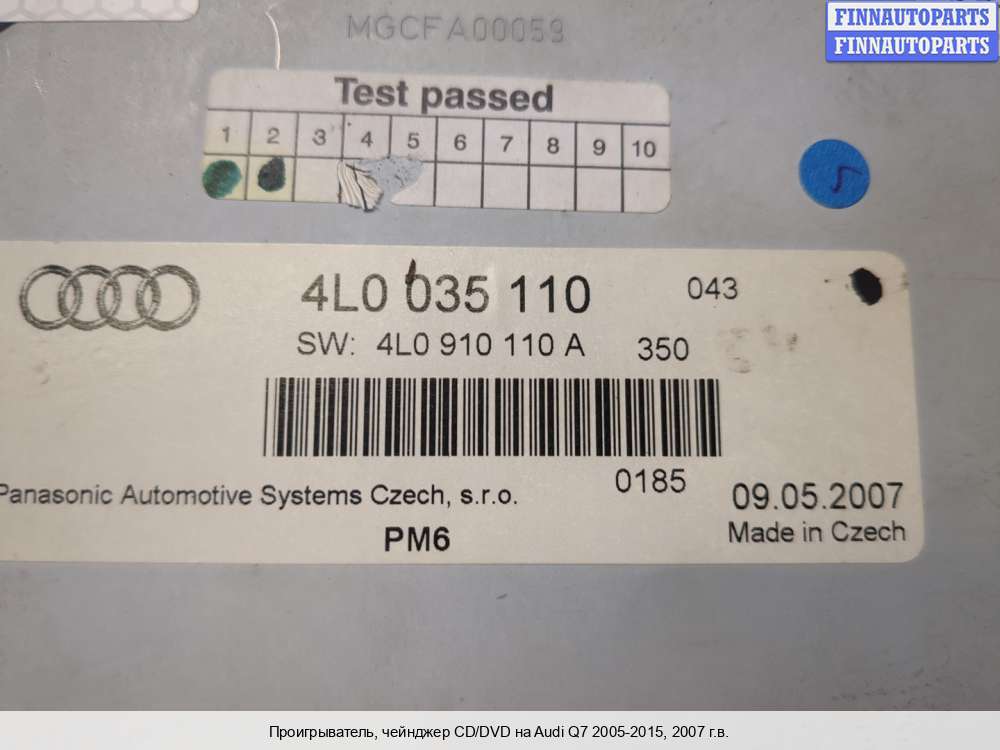 FINNAUTOPARTS
FINNAUTOPARTS
MGCFA00059
Test passed
1 2 3 4 5 6 7 8 9 10
4L0 035 110 043
SW: 4L0 910 110 A 350
0185
Panasonic Automotive Systems Czech, s.r.o.
09.05.2007
PM6
Made in Czech
Проигрыватель, чейнджер CD/DVD на Audi Q7 2005-2015, 2007 г.в.